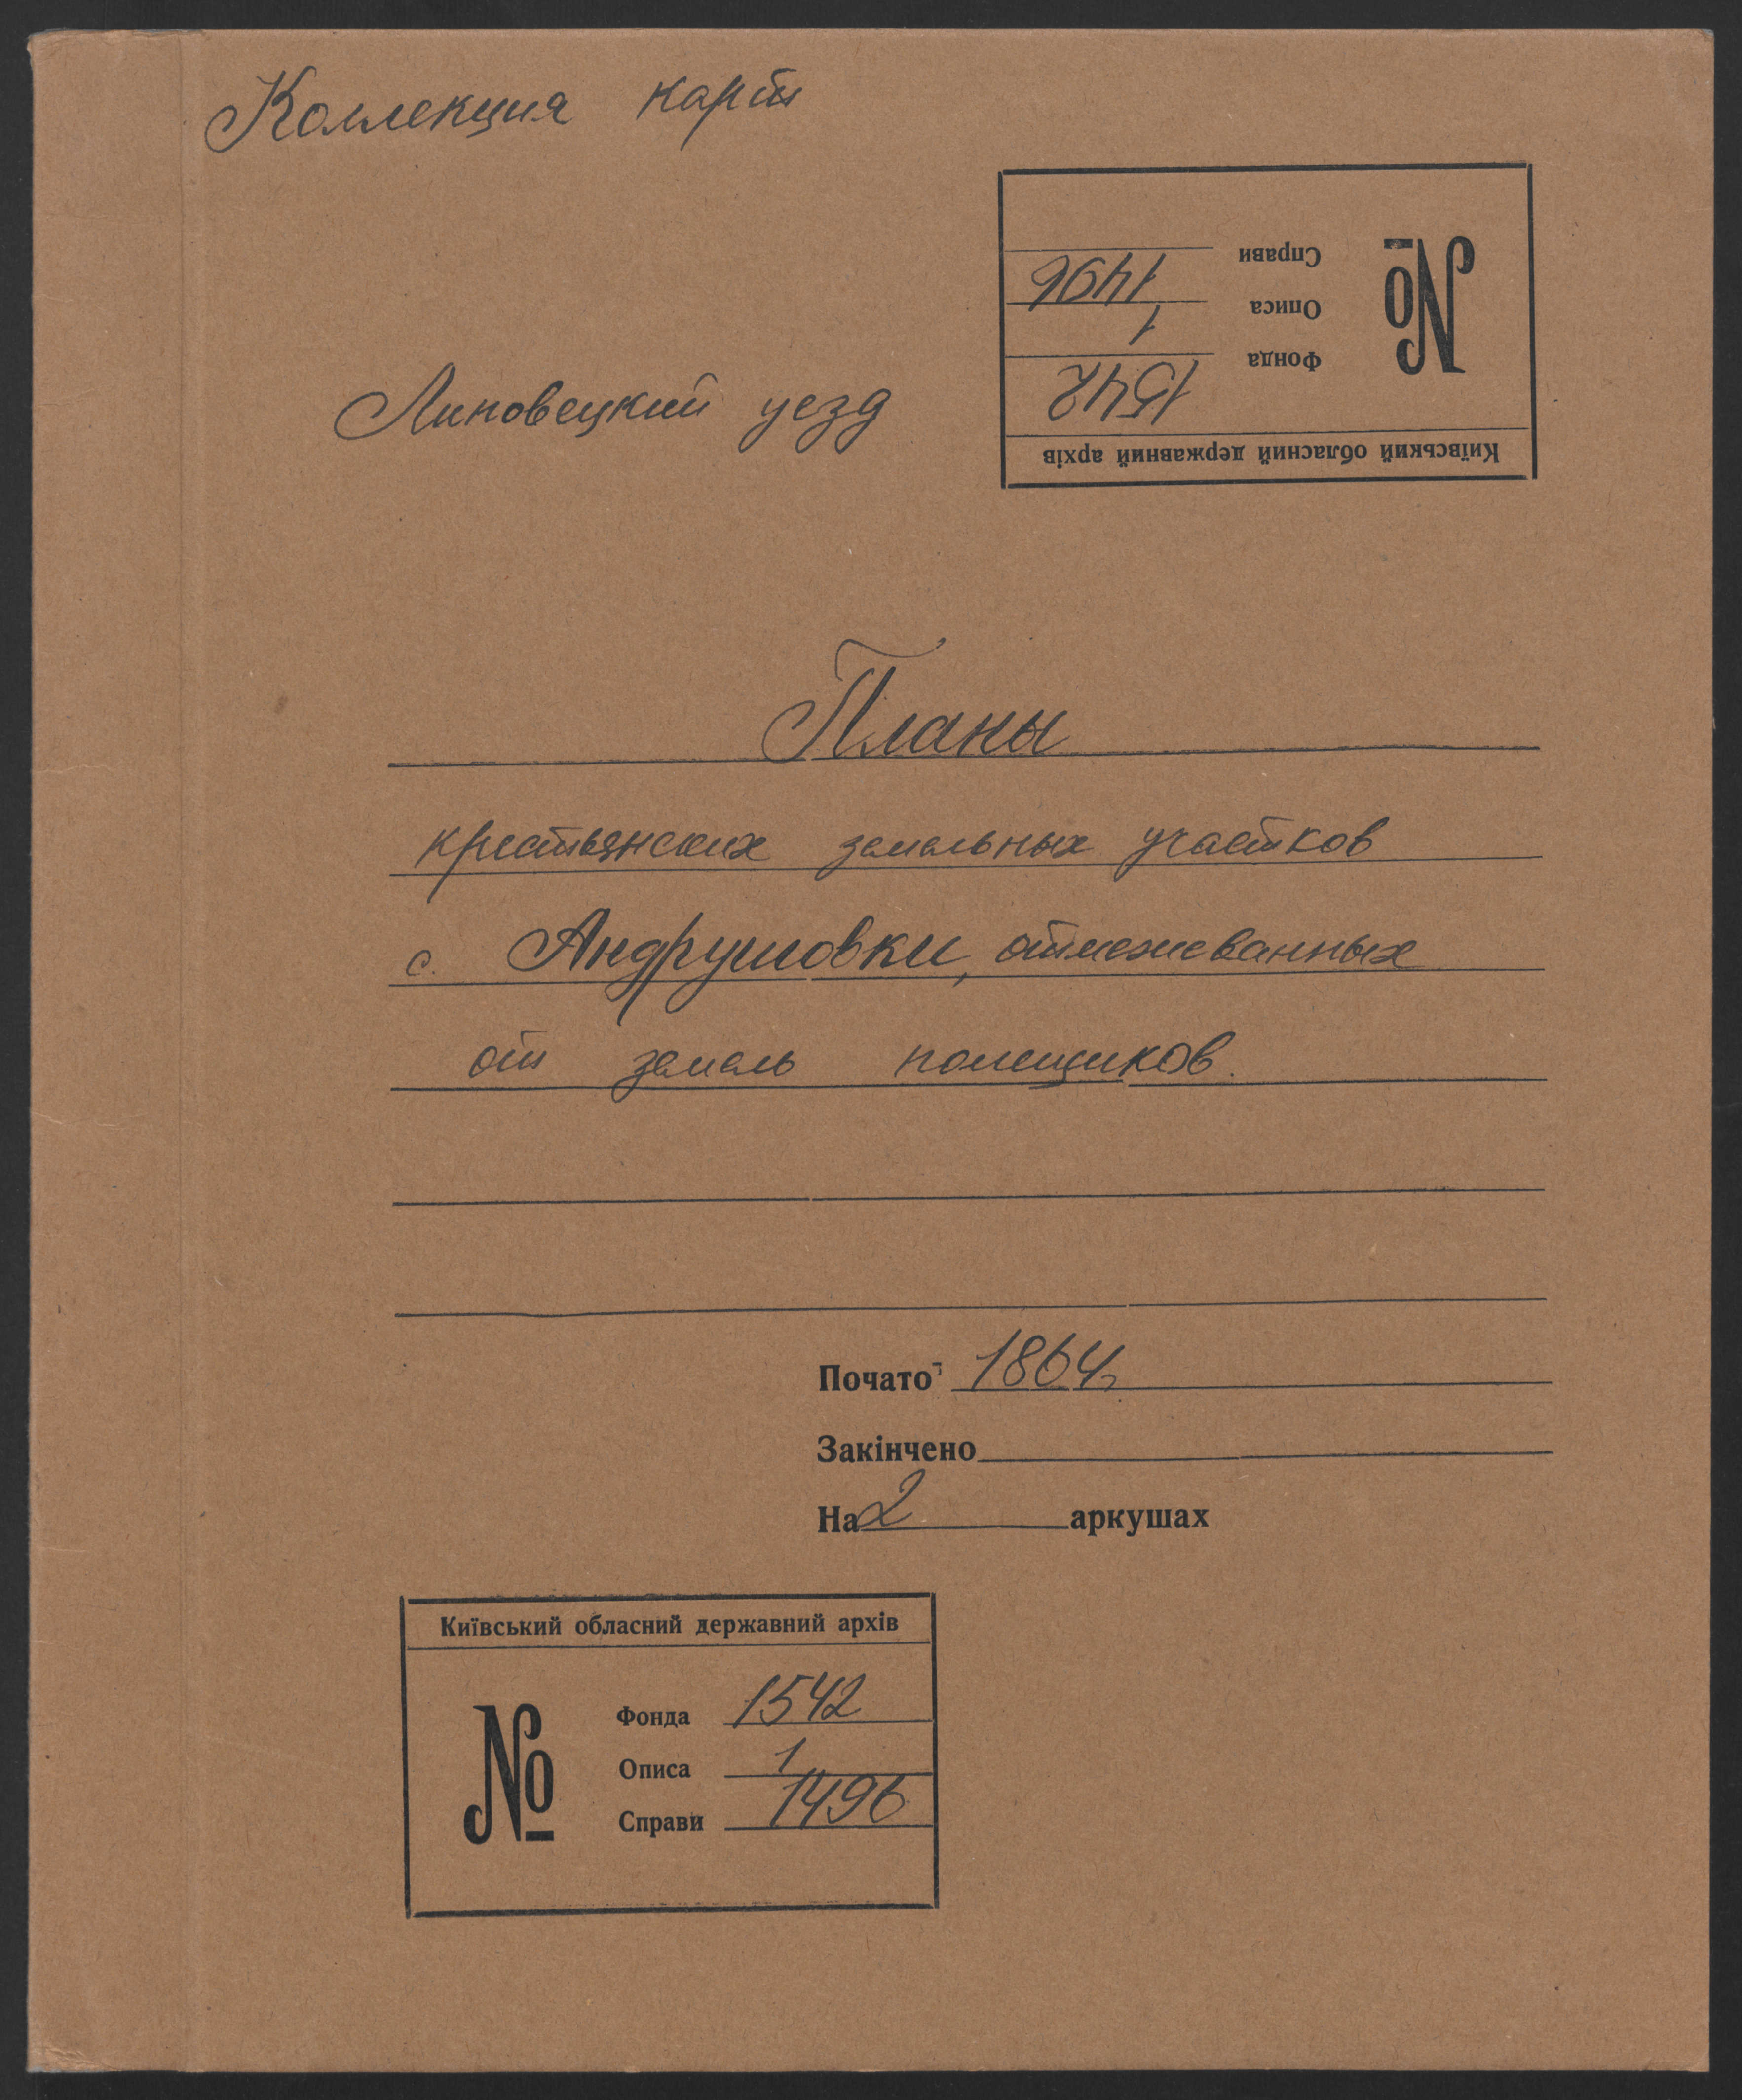 Коллекция карт
Справи 1496
Описа 1
Фонда 1542
№
Київський обласний державний архів
Липовецкий уезд
Планы
крестьянских земельных участков
с. Андрушовки, отмежеванных
от земель помещиков.
Почато 1864г
Закінчено
На 2 аркушах
Київський обласний державний архів
№
Фонда 1542
Описа 1
Справи 1496